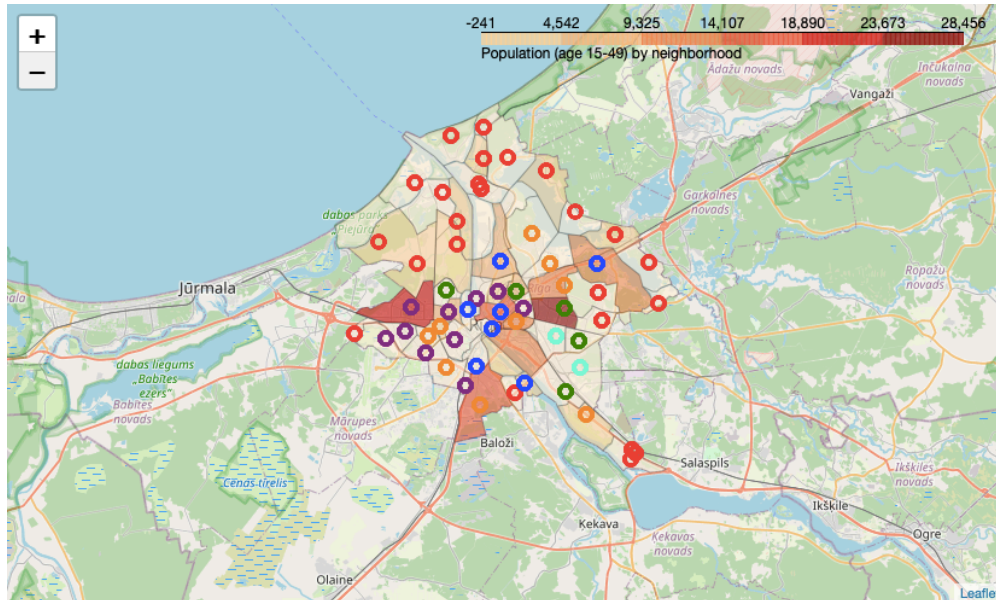 +
−
-241 4,542 9,325 14,107 18,890 23,673 28,456
Population (age 15-49) by neighborhood
Ādažu novads
Inčukalna
novads
Vangaži
Garkalnes
novads
dabas parks
"Piejūra"
Rīga
Ropažu
novads
Jūrmala
dabas liegums
"Babītes
ezers"
Babītes
novads
Mārupes
novads
Cenas tīrelis
Baloži
Salaspils
Ikšķiles
novads
Ikšķile
Ķekava
Ķekavas
novads
Ogre
Olaine